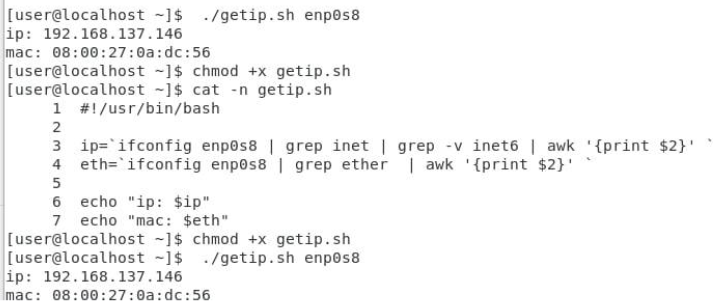 [user@localhost ~]$  ./getip.sh enp0s8
ip: 192.168.137.146
mac: 08:00:27:0a:dc:56
[user@localhost ~]$ chmod +x getip.sh
[user@localhost ~]$ cat -n getip.sh
     1  #!/usr/bin/bash
     2
     3  ip=`ifconfig enp0s8 | grep inet | grep -v inet6 | awk '{print $2}' `
     4  eth=`ifconfig enp0s8 | grep ether  | awk '{print $2}' `
     5
     6  echo "ip: $ip"
     7  echo "mac: $eth"
[user@localhost ~]$ chmod +x getip.sh
[user@localhost ~]$  ./getip.sh enp0s8
ip: 192.168.137.146
mac: 08:00:27:0a:dc:56